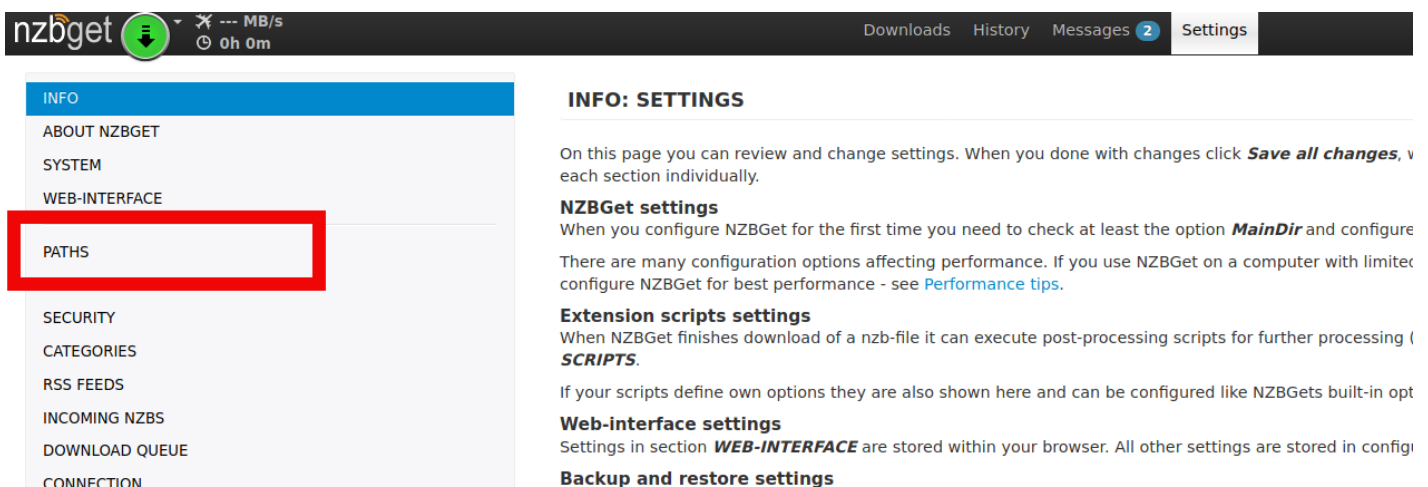 nzbget
--- MB/s
0h 0m
Downloads History Messages 2 Settings
INFO
ABOUT NZBGET
SYSTEM
WEB-INTERFACE
PATHS
SECURITY
CATEGORIES
RSS FEEDS
INCOMING NZBS
DOWNLOAD QUEUE
CONNECTION
INFO: SETTINGS
On this page you can review and change settings. When you done with changes click Save all changes,
each section individually.
NZBGet settings
When you configure NZBGet for the first time you need to check at least the option MainDir and configure
There are many configuration options affecting performance. If you use NZBGet on a computer with limited
configure NZBGet for best performance - see Performance tips.
Extension scripts settings
When NZBGet finishes download of a nzb-file it can execute post-processing scripts for further processing (
SCRIPTS.
If your scripts define own options they are also shown here and can be configured like NZBGets built-in opt
Web-interface settings
Settings in section WEB-INTERFACE are stored within your browser. All other settings are stored in config
Backup and restore settings